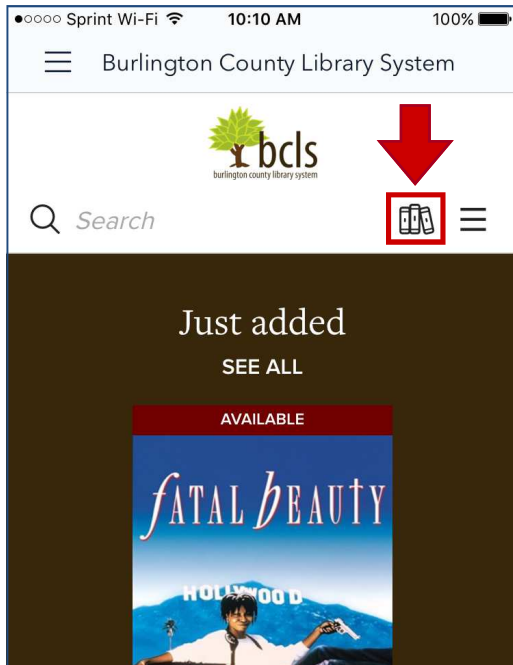 Sprint Wi-Fi 10:10 AM 100%
Burlington County Library System
bcls
burlington county library system
Search
Just added
SEE ALL
AVAILABLE
fATAL bEAUTY
HOLLYWOOD